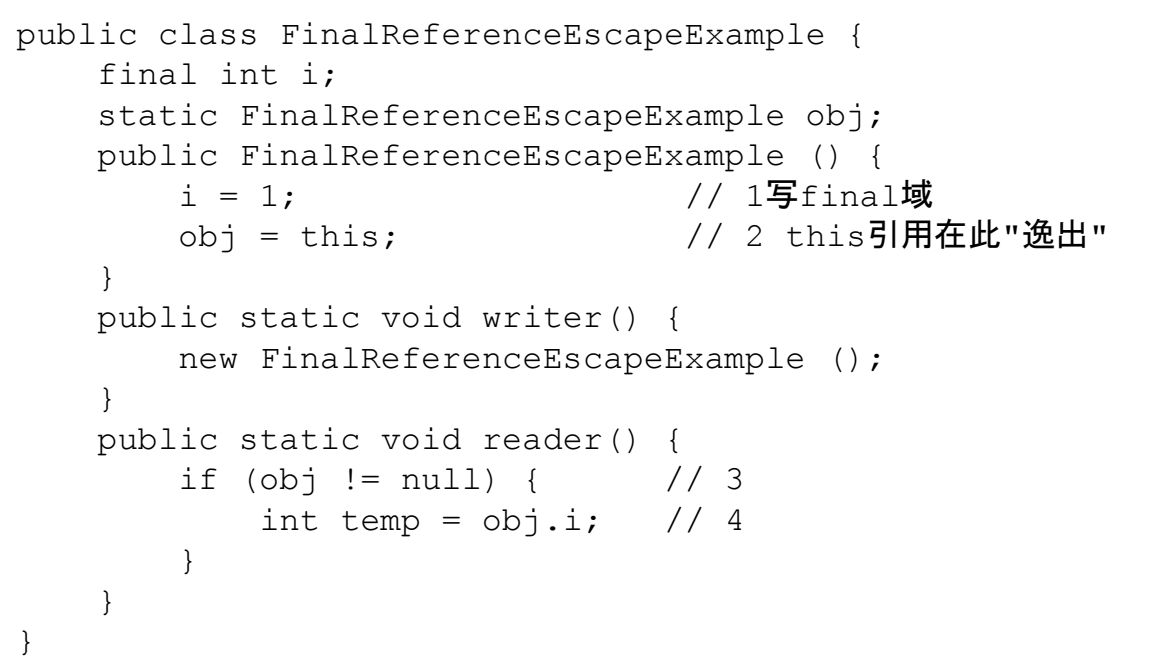 public class FinalReferenceEscapeExample {
    final int i;
    static FinalReferenceEscapeExample obj;
    public FinalReferenceEscapeExample () {
        i = 1;                    // 1写final域
        obj = this;               // 2 this引用在此"逸出"
    }
    public static void writer() {
        new FinalReferenceEscapeExample ();
    }
    public static void reader() {
        if (obj != null) {      // 3
            int temp = obj.i;   // 4
        }
    }
}